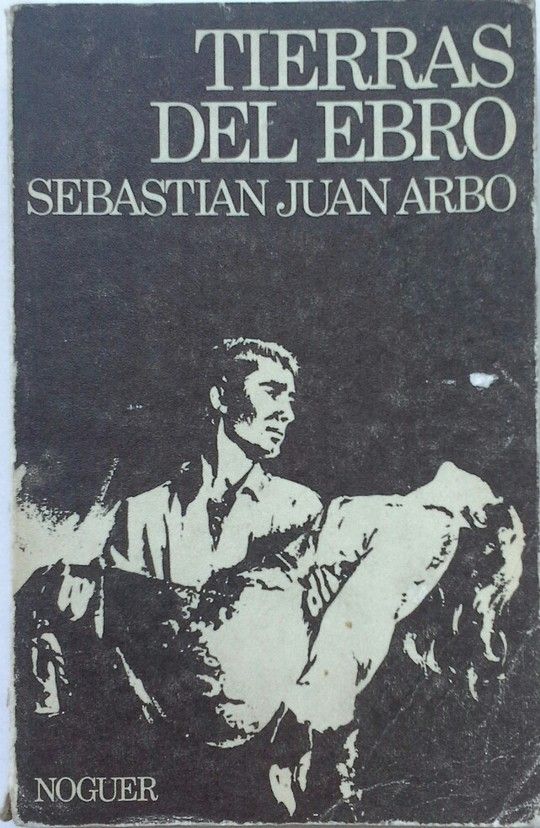 TIERRAS
DEL EBRO
SEBASTIAN JUAN ARBO
NOGUER